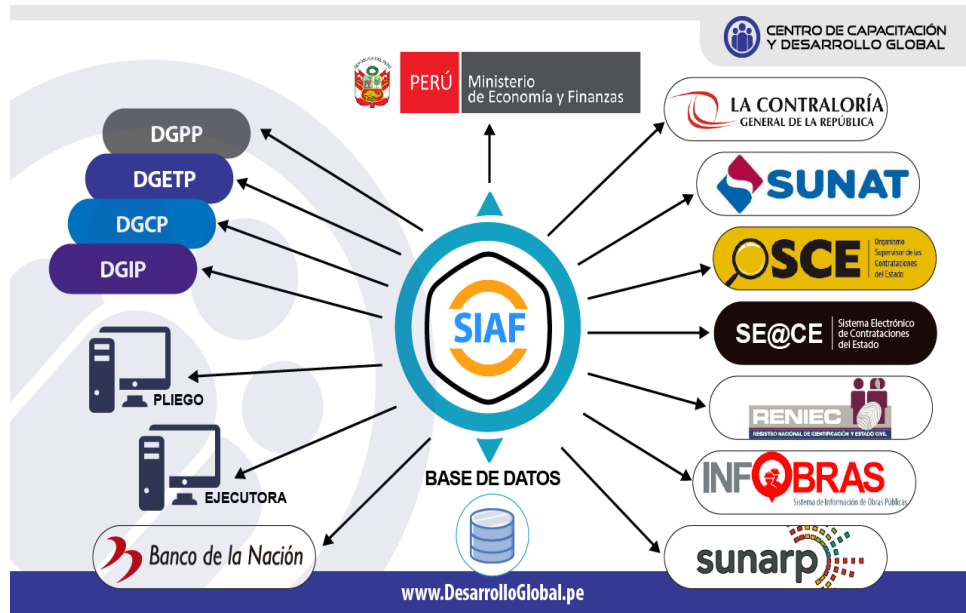 CENTRO DE CAPACITACIÓN
Y DESARROLLO GLOBAL
REPÚBLICA DEL PERÚ
PERÚ
Ministerio
de Economía y Finanzas
DGPP
DGETP
DGCP
DGIP
PLIEGO
EJECUTORA
Banco de la Nación
SIAF
BASE DE DATOS
LA CONTRALORÍA
GENERAL DE LA REPÚBLICA
SUNAT
OSCE
Organismo
Supervisor de las
Contrataciones
del Estado
SE@CE
Sistema Electrónico
de Contrataciones
del Estado
RENIEC
REGISTRO NACIONAL DE IDENTIFICACIÓN Y ESTADO CIVIL
INFOBRAS
Sistema de Información de Obras Públicas
sunarp
www.DesarrolloGlobal.pe